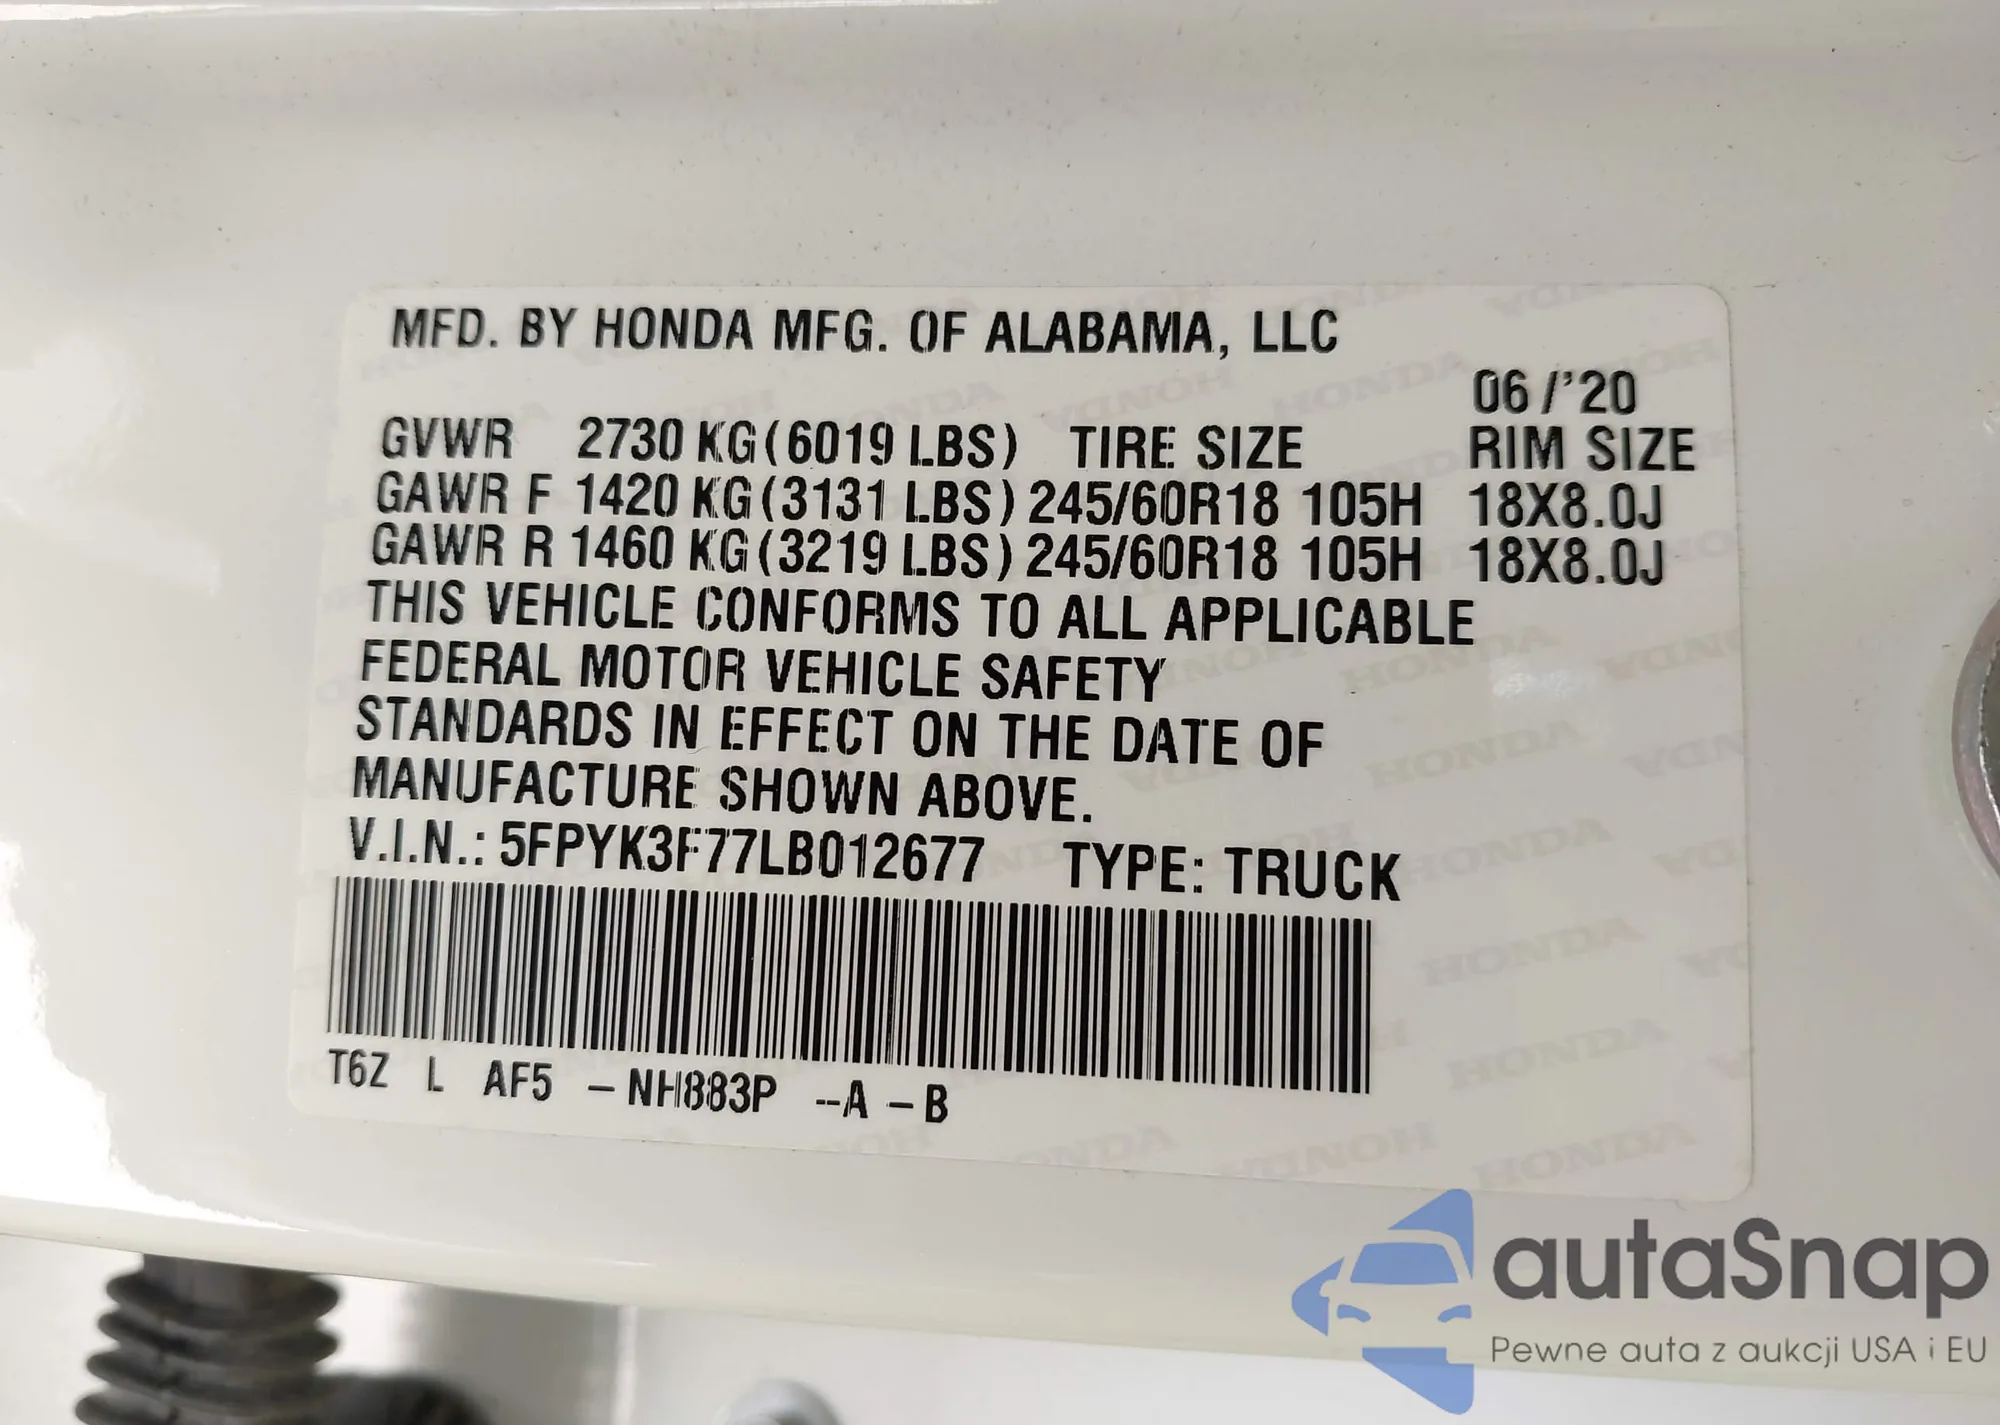 MFD. BY HONDA MFG. OF ALABAMA, LLC
06/'20
GVWR 2730 KG(6019 LBS) TIRE SIZE RIM SIZE
GAWR F 1420 KG(3131 LBS) 245/60R18 105H 18X8.0J
GAWR R 1460 KG(3219 LBS) 245/60R18 105H 18X8.0J
THIS VEHICLE CONFORMS TO ALL APPLICABLE
FEDERAL MOTOR VEHICLE SAFETY
STANDARDS IN EFFECT ON THE DATE OF
MANUFACTURE SHOWN ABOVE.
V.I.N.: 5FPYK3F77LB012677 TYPE: TRUCK
T6Z L AF5 -NH883P --A -B
autaSnap
Pewne auta z aukcji USA i EU